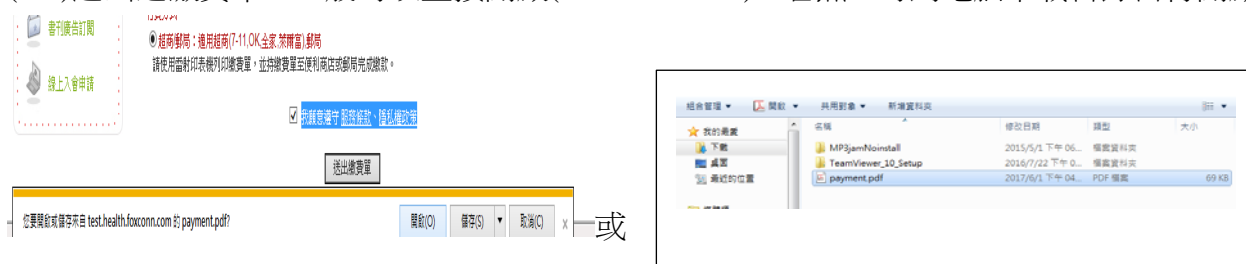 書刊廣告訂閱
線上入會申請
◉超商/郵局：適用超商(7-11,OK,全家,萊爾富),郵局
請使用雷射印表機列印繳費單，並持繳費單至便利商店或郵局完成繳款。
我願意遵守 服務條款、隱私權政策
送出繳費單
您要開啟或儲存來自 test.health.foxconn.com 的 payment.pdf?
開啟(O) 儲存(S) ▼ 取消(C) x
或
組合管理 ▼ 開啟 ▼ 共用對象 ▼ 新增資料夾
我的最愛
下載
桌面
最近的位置
名稱 修改日期 類型 大小
MP3jamNoinstall 2015/5/1 下午 06... 檔案資料夾
TeamViewer_10_Setup 2016/7/22 下午 0... 檔案資料夾
payment.pdf 2017/6/1 下午 04... PDF 檔案 69 KB